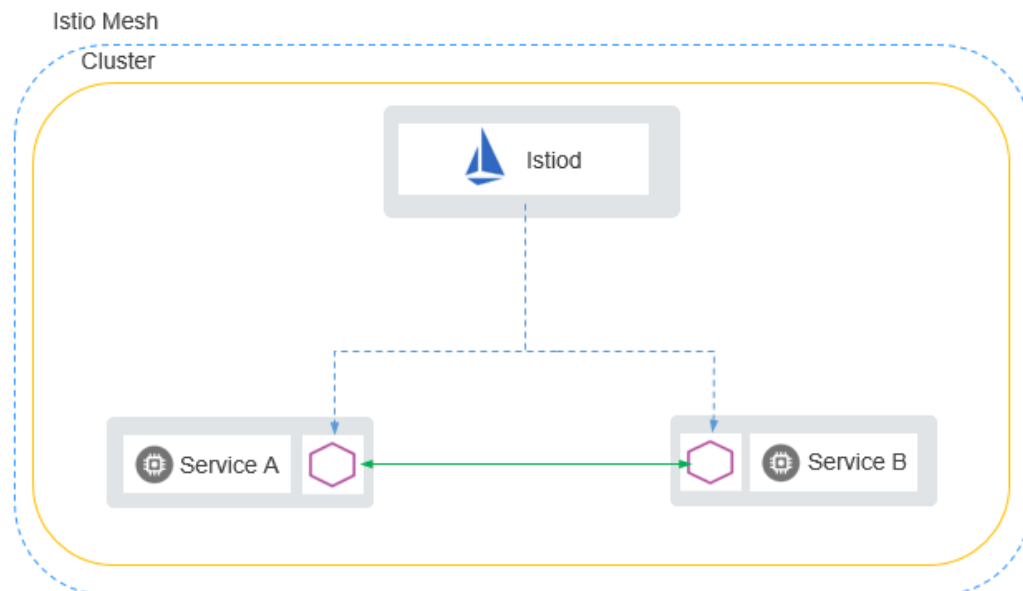 Istio Mesh
Cluster
Istiod
Service A
Service B